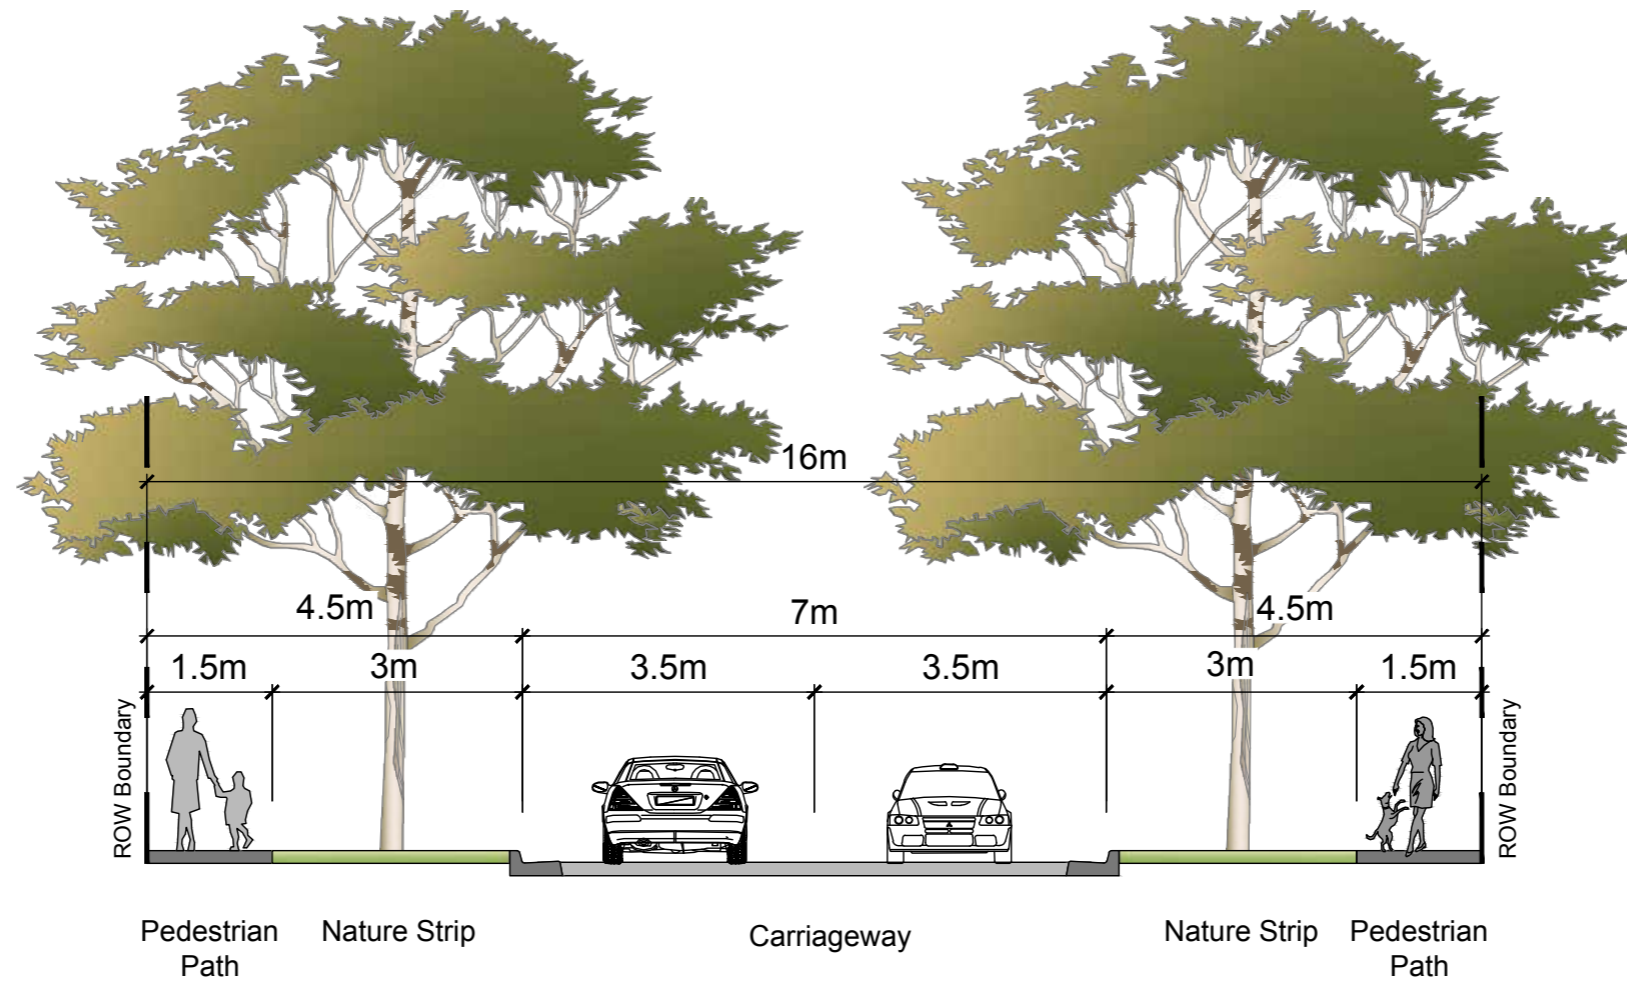 16m
4.5m
7m
4.5m
1.5m
3m
3.5m
3.5m
3m
1.5m
ROW Boundary
ROW Boundary
Pedestrian
Path
Nature Strip
Carriageway
Nature Strip
Pedestrian
Path